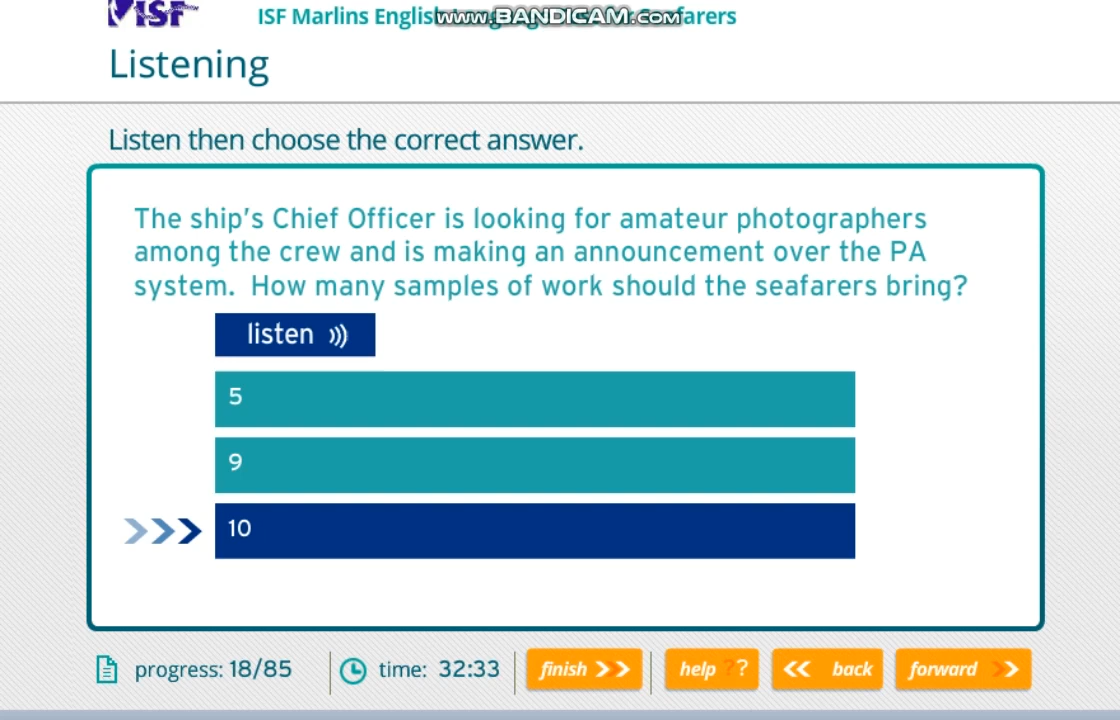 ISF
ISF Marlins English
www.BANDICAM.com
Listening
Listen then choose the correct answer.
The ship's Chief Officer is looking for amateur photographers
among the crew and is making an announcement over the PA
system. How many samples of work should the seafarers bring?
listen
5
9
10
progress: 18/85
time: 32:33
finish
help ??
back
forward